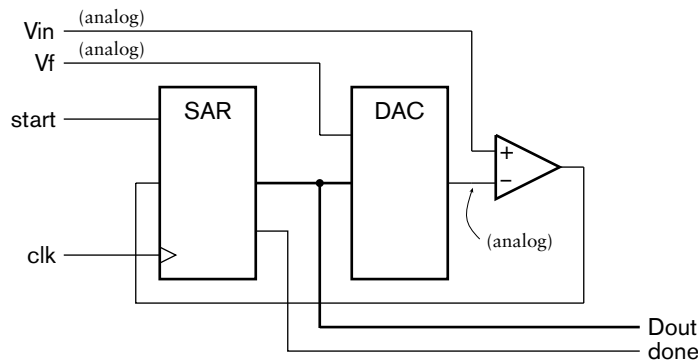 Vin (analog)
Vf (analog)
start
SAR
DAC
+
−
clk
(analog)
Dout
done